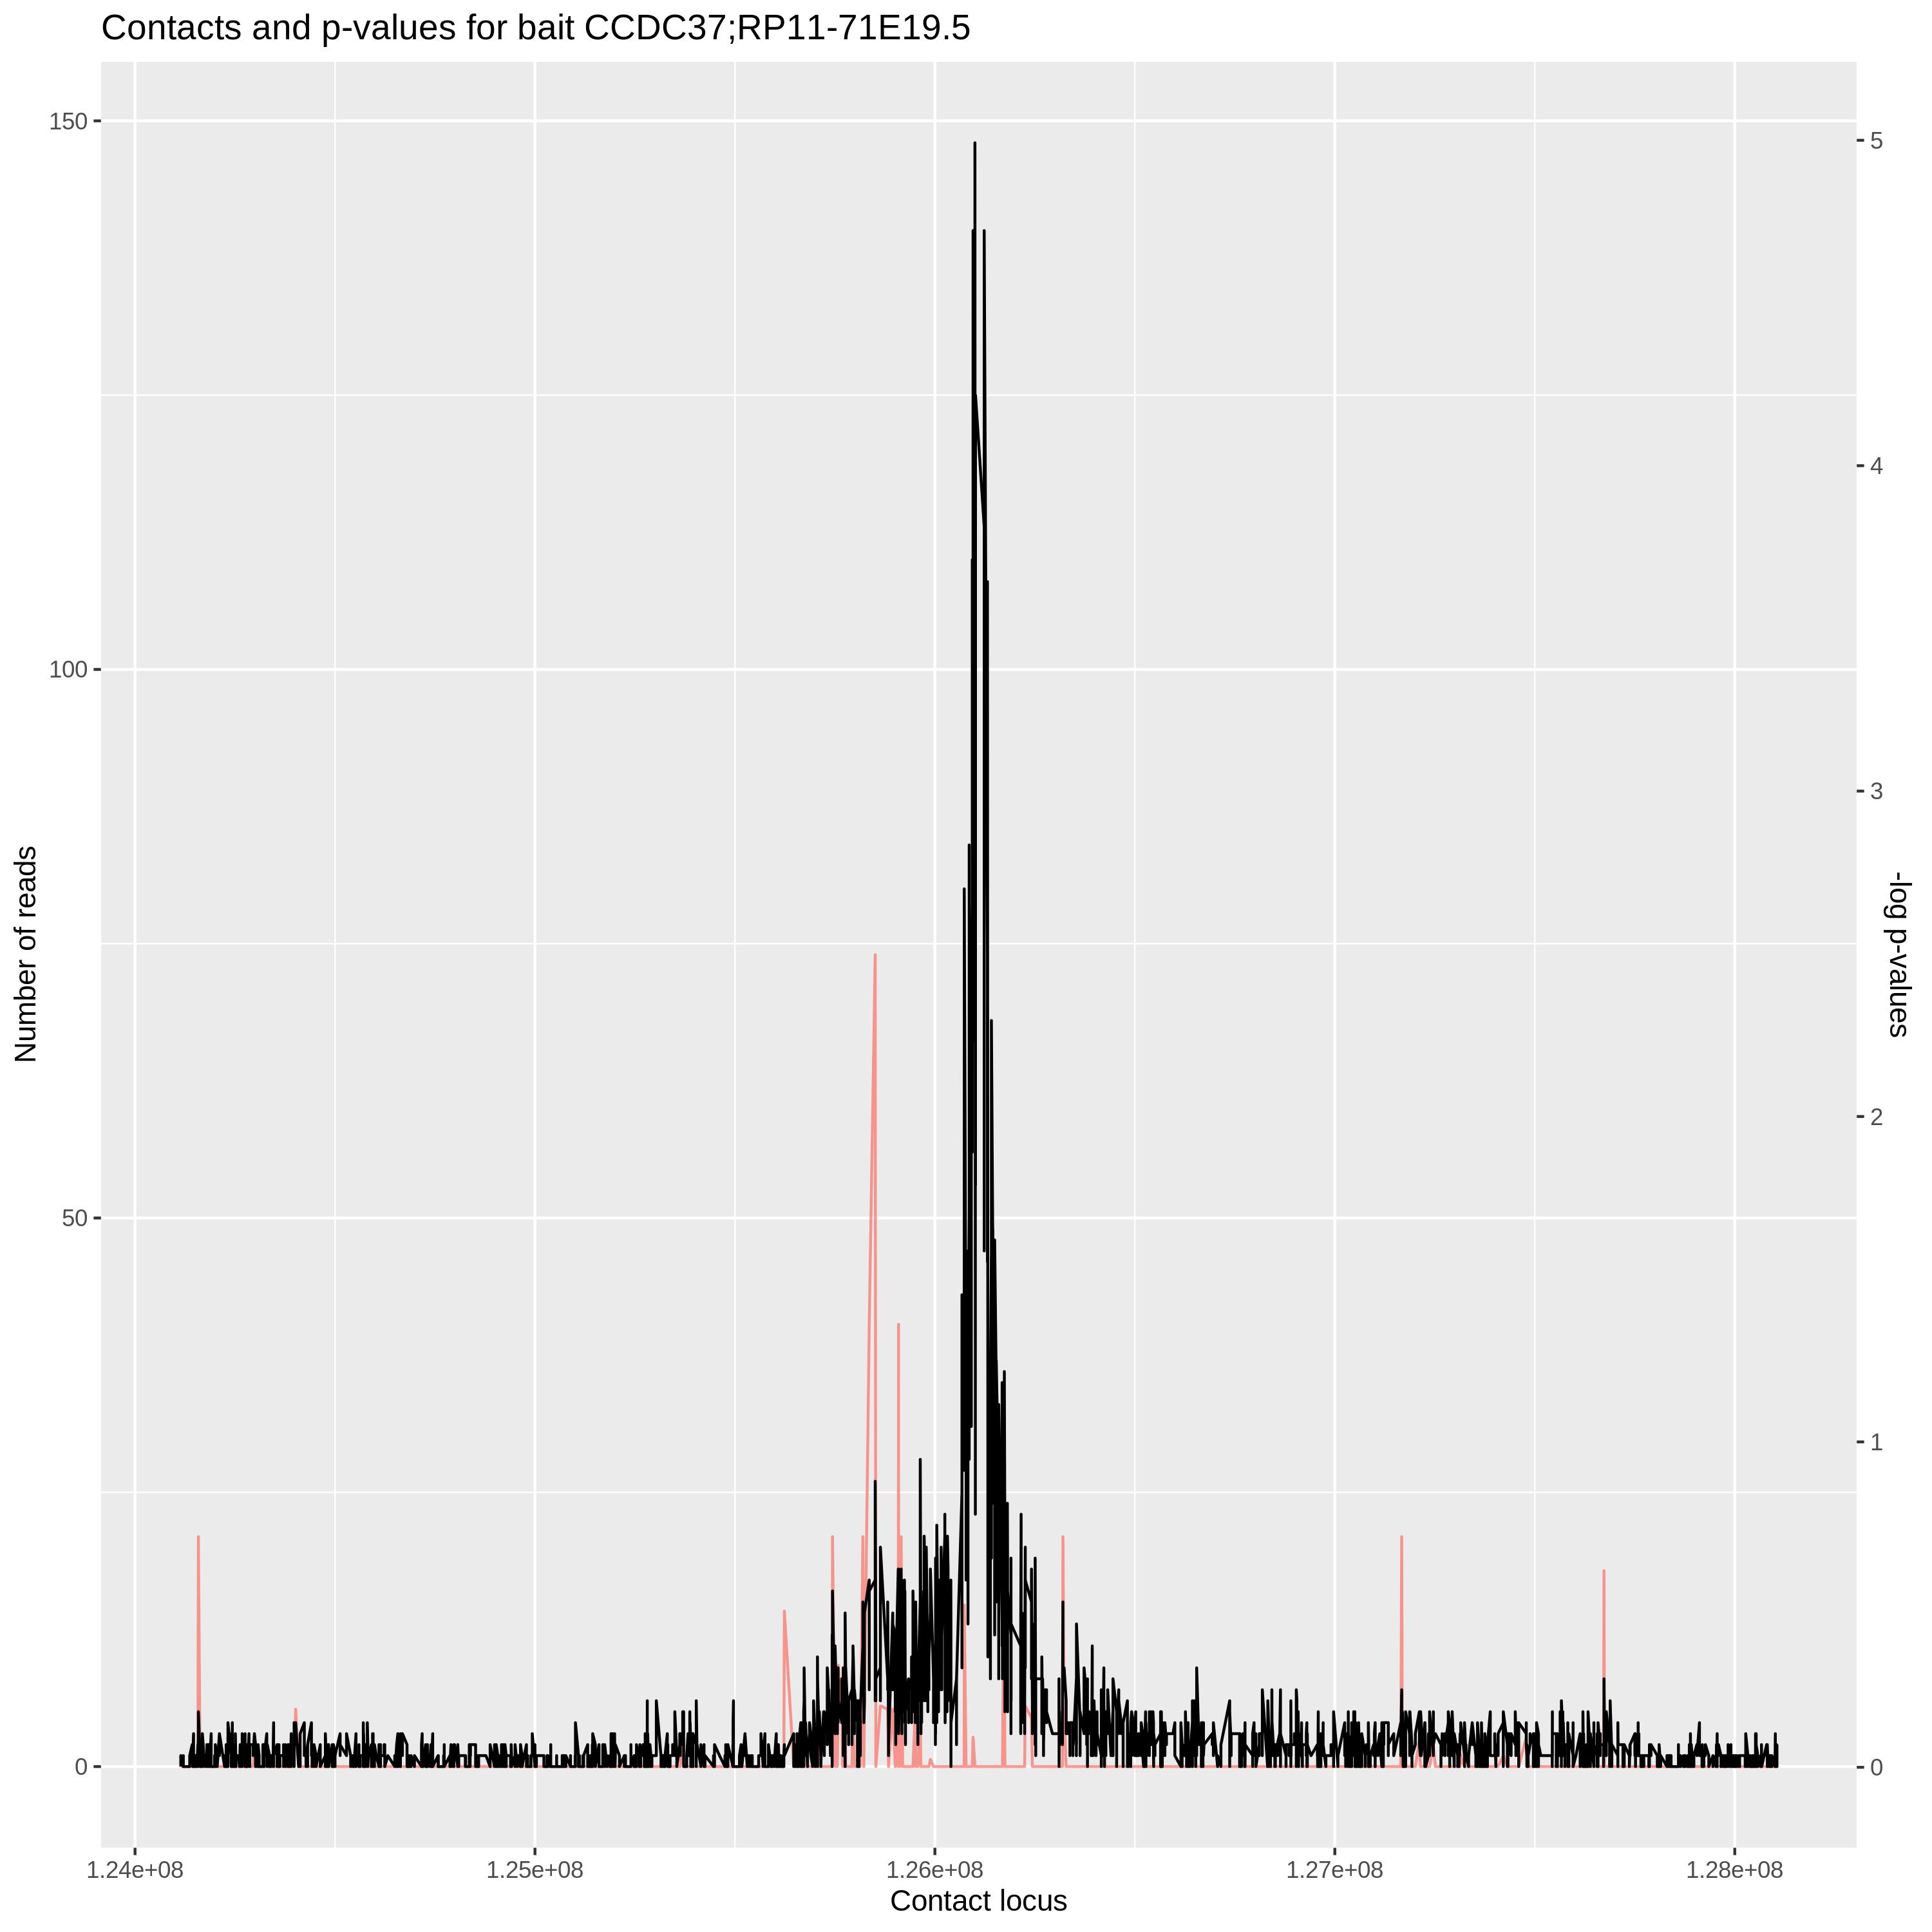 Contacts and p-values for bait CCDC37;RP11-71E19.5
150
100
50
0
Number of reads
5
4
3
2
1
0
-log p-values
1.24e+08
1.25e+08
1.26e+08
1.27e+08
1.28e+08
Contact locus